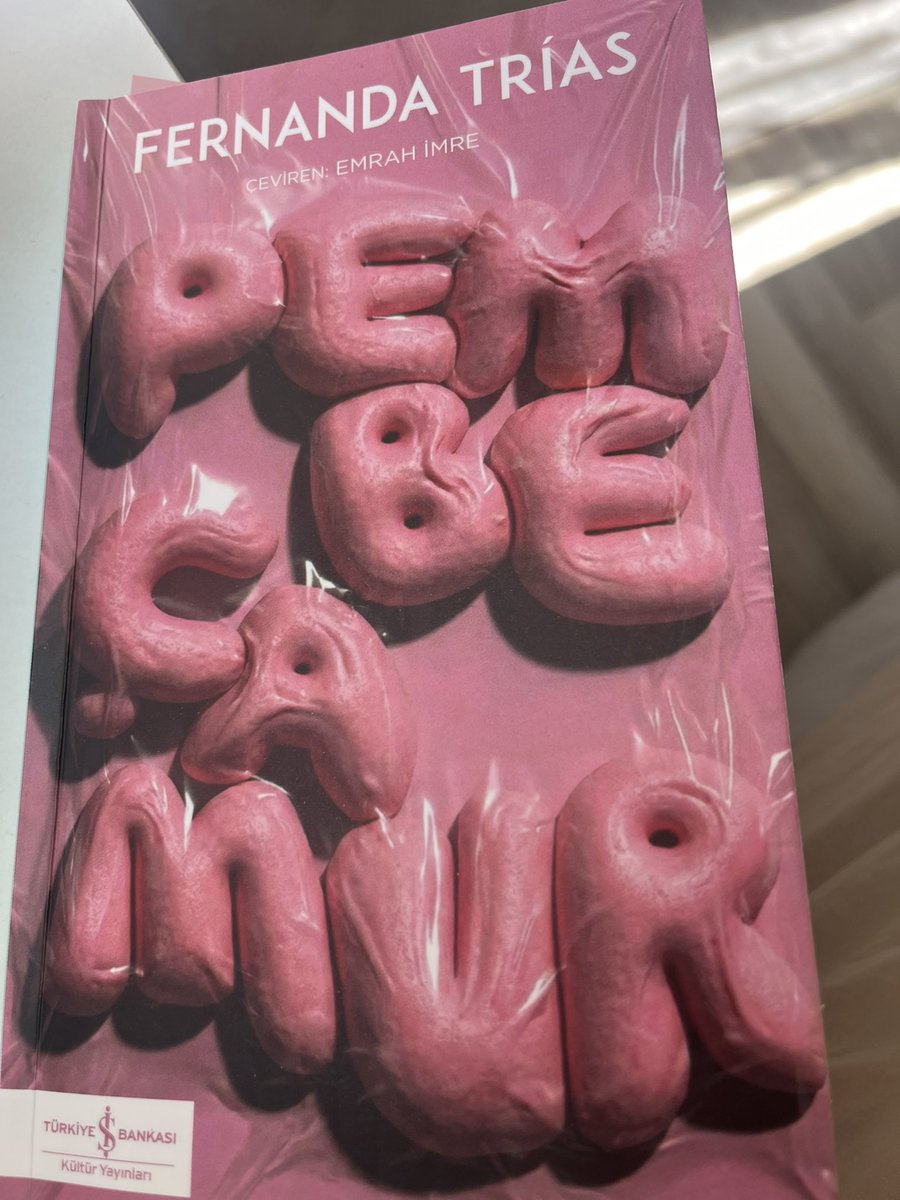 FERNANDA TRÍAS
ÇEVİREN: EMRAH İMRE
PEM
BE
ÇA
MUR
TÜRKİYE İŞ BANKASI
Kültür Yayınları